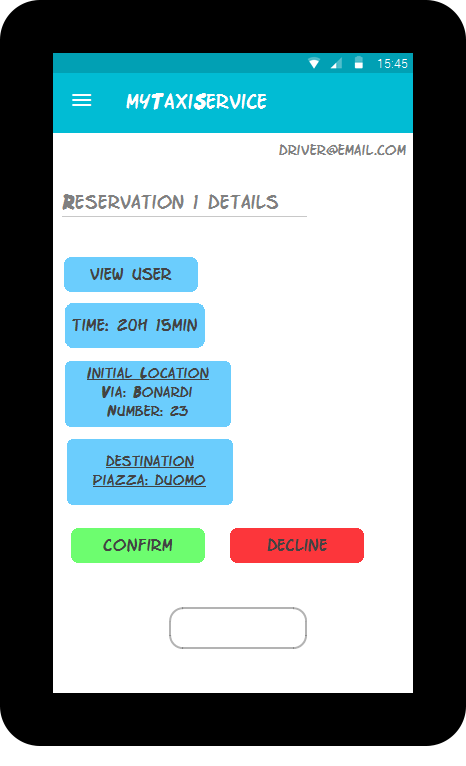 15:45
myTaxiService
driver@email.com
Reservation 1 details
view user
Time: 20h 15min
Initial Location
Via: Bonardi
Number: 23
destination
Piazza: Duomo
confirm
decline